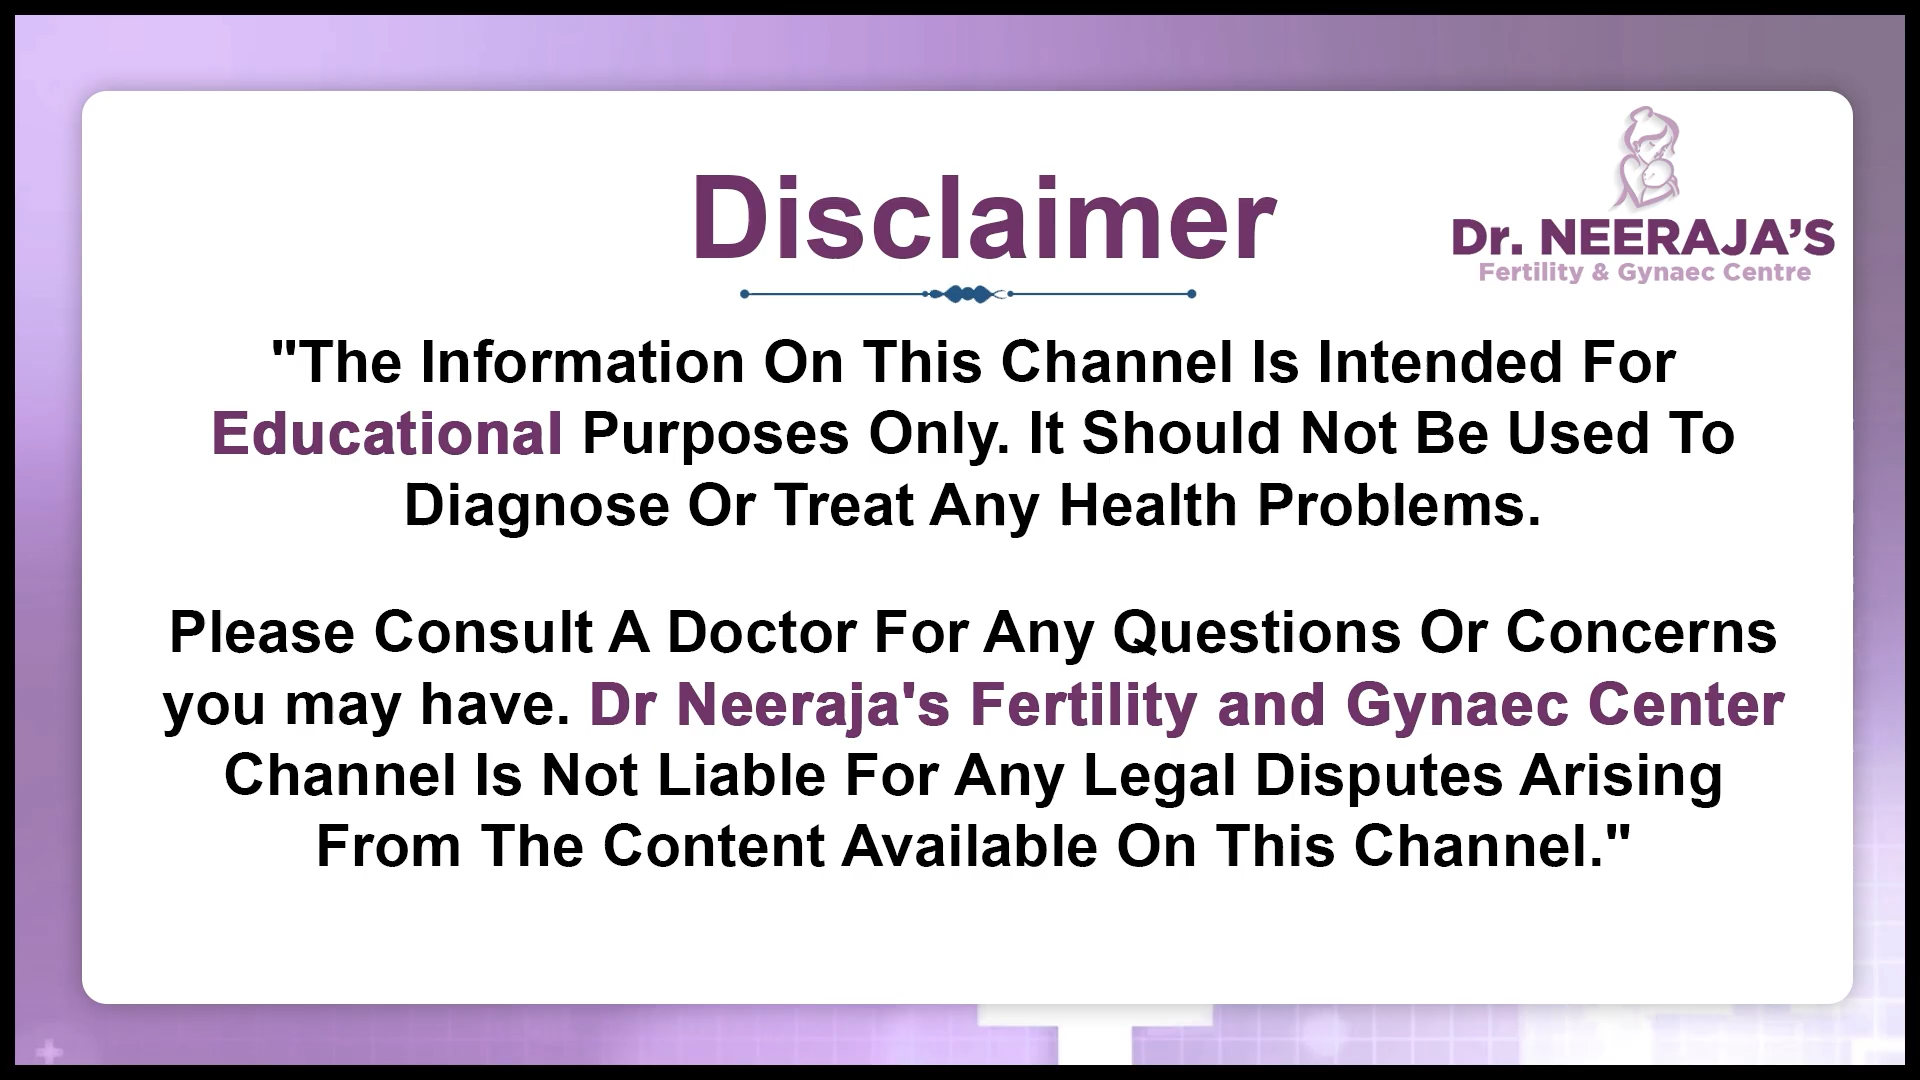 Disclaimer
Dr. NEERAJA’S
Fertility & Gynaec Centre
"The Information On This Channel Is Intended For
Educational Purposes Only. It Should Not Be Used To
Diagnose Or Treat Any Health Problems.
Please Consult A Doctor For Any Questions Or Concerns
you may have. Dr Neeraja's Fertility and Gynaec Center
Channel Is Not Liable For Any Legal Disputes Arising
From The Content Available On This Channel."